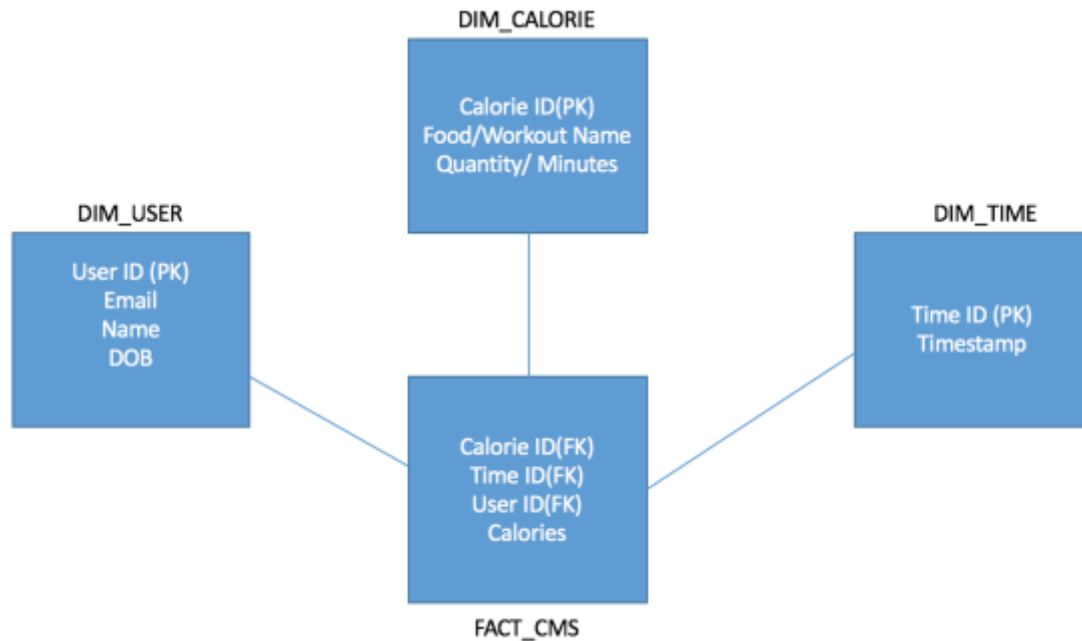 DIM_CALORIE
Calorie ID(PK)
Food/Workout Name
Quantity/ Minutes
DIM_USER
User ID (PK)
Email
Name
DOB
DIM_TIME
Time ID (PK)
Timestamp
Calorie ID(FK)
Time ID(FK)
User ID(FK)
Calories
FACT_CMS